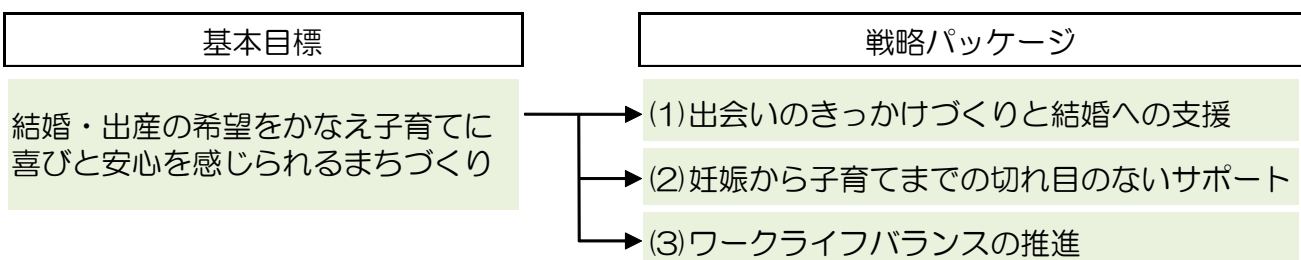 基本目標
戦略パッケージ
結婚・出産の希望をかなえ子育てに
喜びと安心を感じられるまちづくり
(1)出会いのきっかけづくりと結婚への支援
(2)妊娠から子育てまでの切れ目のないサポート
(3)ワークライフバランスの推進